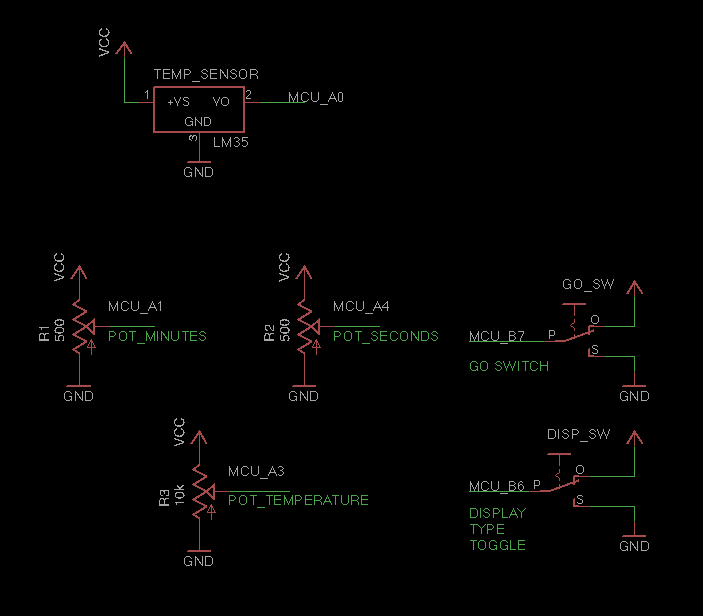 VCC
TEMP_SENSOR
1 +VS VO 2 MCU_A0
GND
3 LM35
GND
VCC
R1
500
MCU_A1
POT_MINUTES
GND
VCC
R2
500
MCU_A4
POT_SECONDS
GND
GO_SW
MCU_B7 P O
S
GO SWITCH
GND
VCC
R3
10k
MCU_A3
POT_TEMPERATURE
GND
DISP_SW
MCU_B6 P O
S
DISPLAY
TYPE
TOGGLE
GND